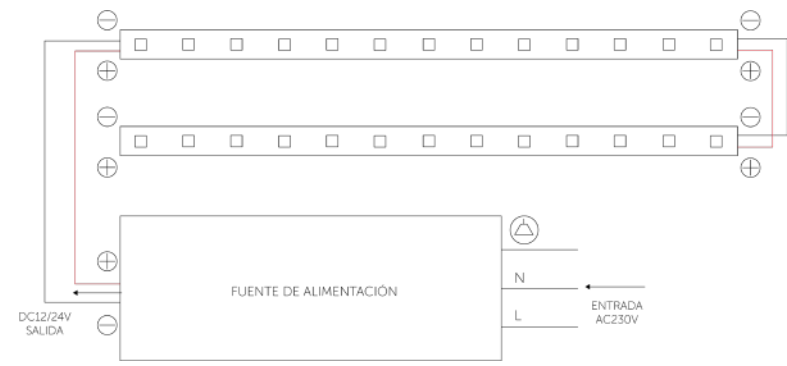 FUENTE DE ALIMENTACIÓN
N
L
ENTRADA
AC230V
DC12/24V
SALIDA